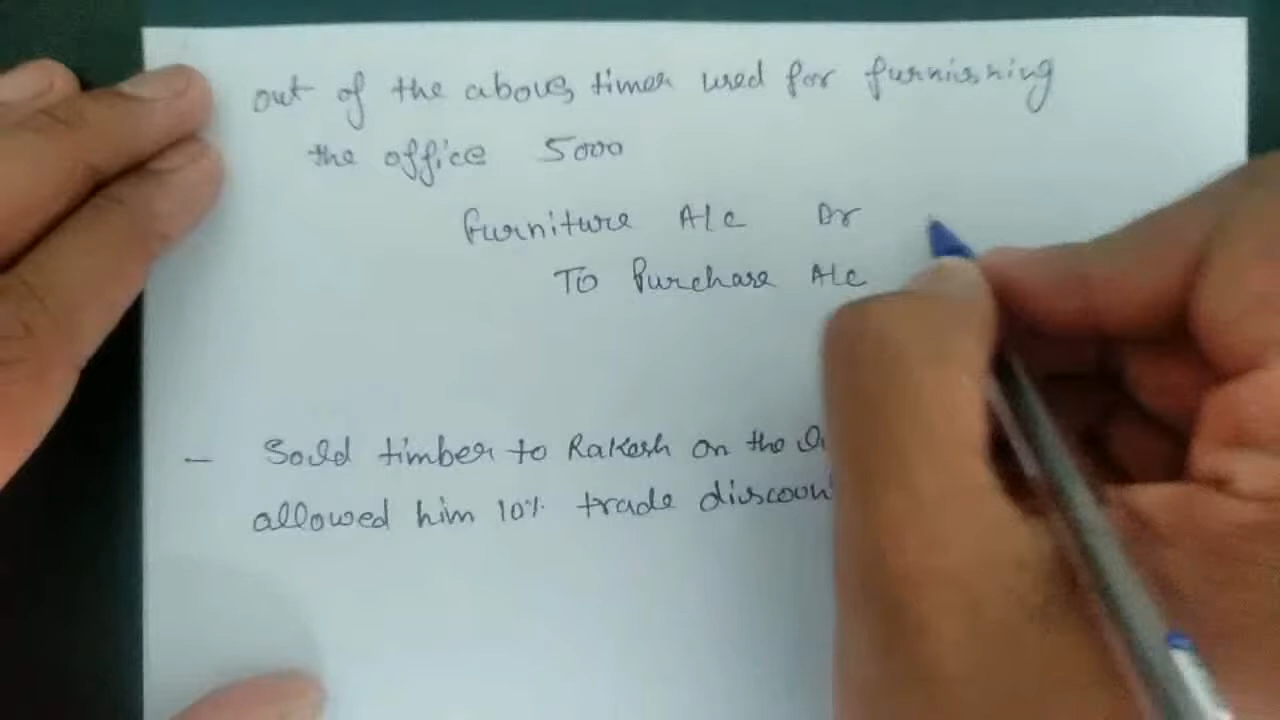 out of the above, timer used for furnishing
the office 5000
Furniture A/c Dr
To Purchase A/c
- Sold timber to Rakesh on the
allowed him 10% trade discount